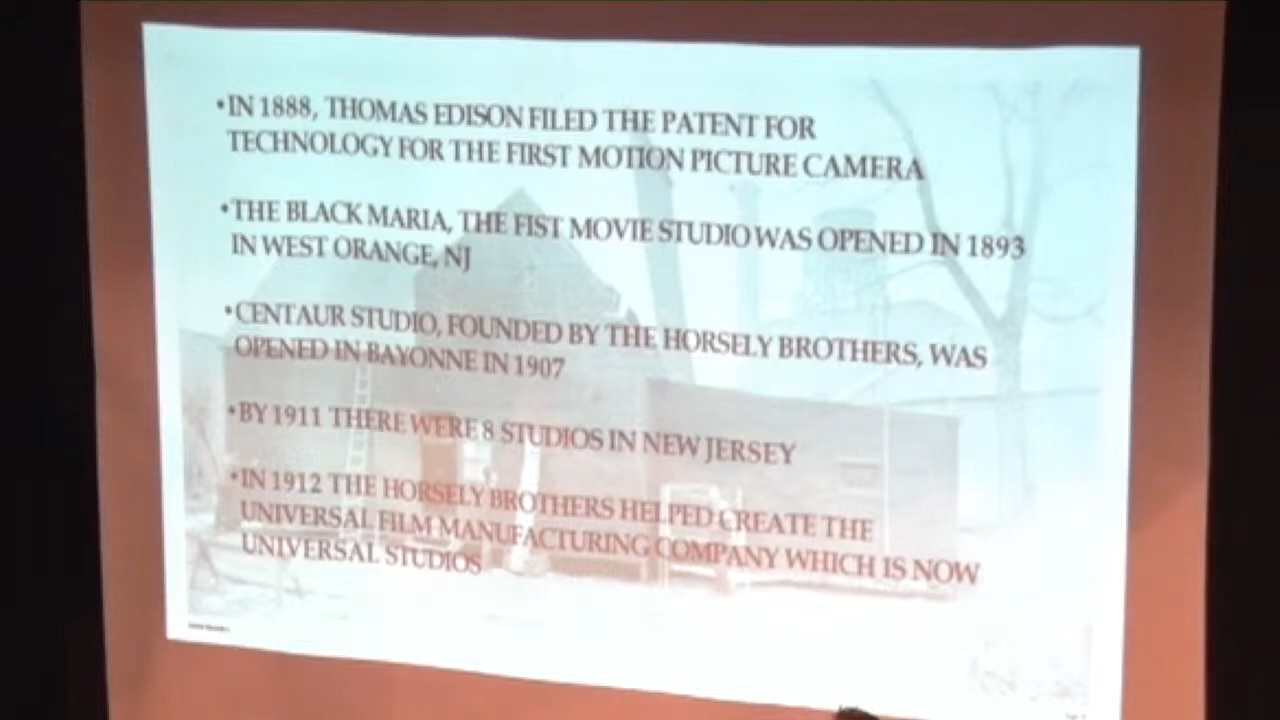 •IN 1888, THOMAS EDISON FILED THE PATENT FOR
TECHNOLOGY FOR THE FIRST MOTION PICTURE CAMERA
•THE BLACK MARIA, THE FIST MOVIE STUDIO WAS OPENED IN 1893
IN WEST ORANGE, NJ
•CENTAUR STUDIO, FOUNDED BY THE HORSELY BROTHERS, WAS
OPENED IN BAYONNE IN 1907
•BY 1911 THERE WERE 8 STUDIOS IN NEW JERSEY
•IN 1912 THE HORSELY BROTHERS HELPED CREATE THE
UNIVERSAL FILM MANUFACTURING COMPANY WHICH IS NOW
UNIVERSAL STUDIOS